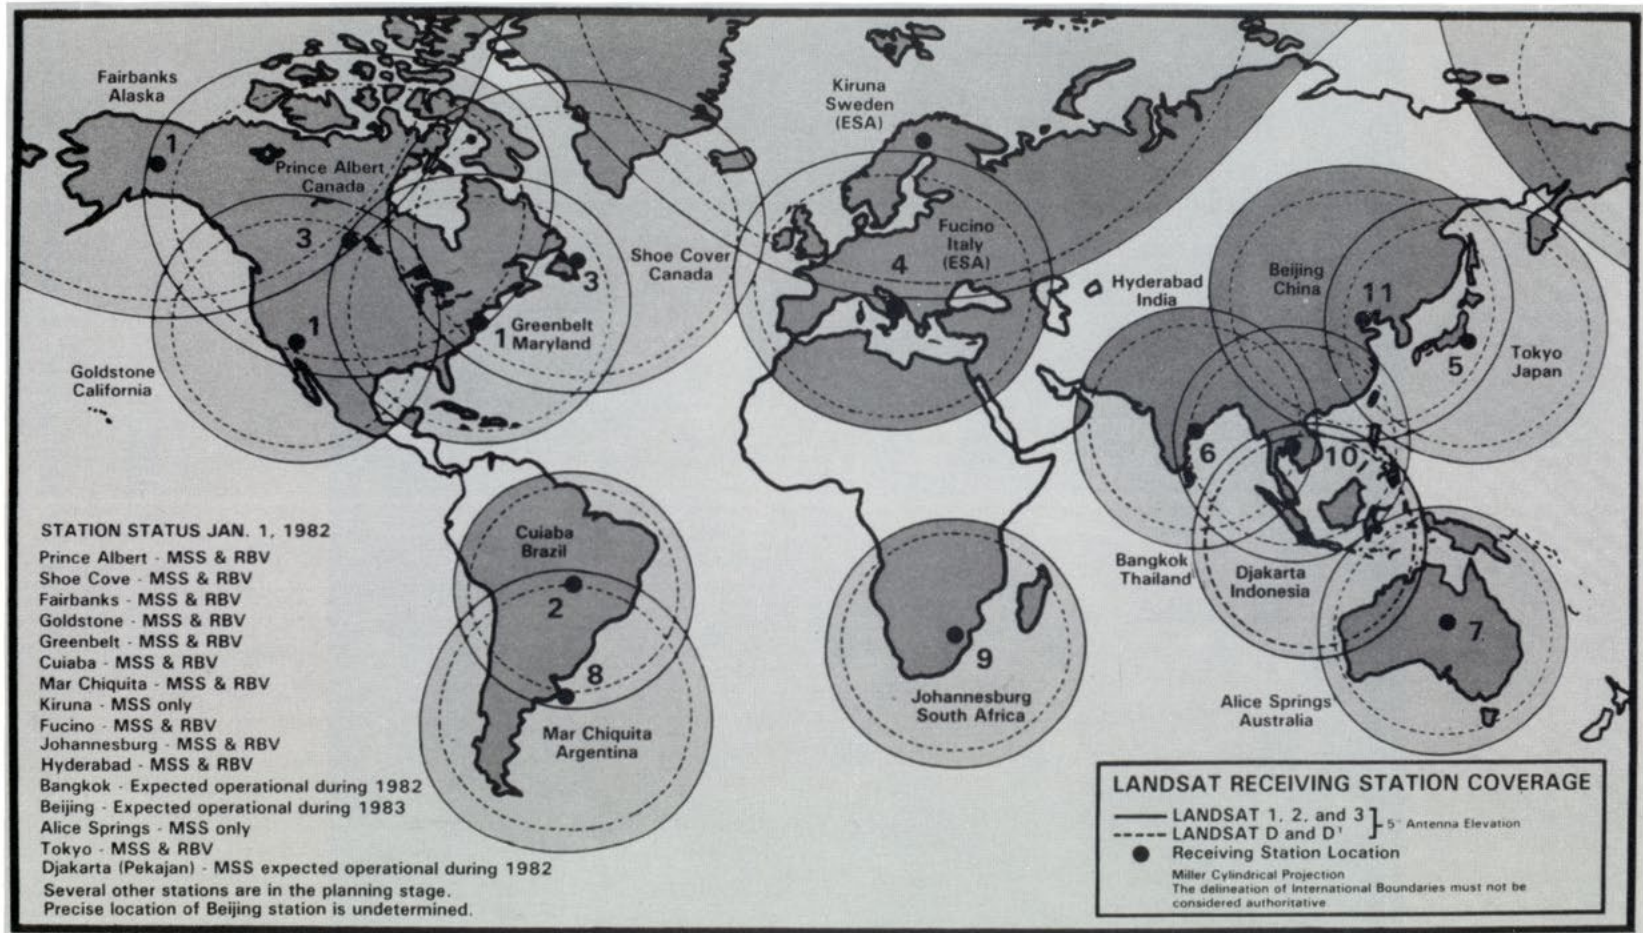 Fairbanks
Alaska
1
Prince Albert
Canada
3
Goldstone
California
1
Greenbelt
Maryland
1
3
Shoe Cover
Canada
Kiruna
Sweden
(ESA)
Fucino
Italy
(ESA)
4
Hyderabad
India
6
Beijing
China
11
Tokyo
Japan
5
10
Bangkok
Thailand
Djakarta
Indonesia
Cuiaba
Brazil
2
8
Mar Chiquita
Argentina
9
Johannesburg
South Africa
Alice Springs
Australia
7
STATION STATUS JAN. 1, 1982
Prince Albert - MSS & RBV
Shoe Cove - MSS & RBV
Fairbanks - MSS & RBV
Goldstone - MSS & RBV
Greenbelt - MSS & RBV
Cuiaba - MSS & RBV
Mar Chiquita - MSS & RBV
Kiruna - MSS only
Fucino - MSS & RBV
Johannesburg - MSS & RBV
Hyderabad - MSS & RBV
Bangkok - Expected operational during 1982
Beijing - Expected operational during 1983
Alice Springs - MSS only
Tokyo - MSS & RBV
Djakarta (Pekajan) - MSS expected operational during 1982
Several other stations are in the planning stage.
Precise location of Beijing station is undetermined.
LANDSAT RECEIVING STATION COVERAGE
LANDSAT 1, 2, and 3
LANDSAT D and D'
5° Antenna Elevation
Receiving Station Location
Miller Cylindrical Projection
The delineation of International Boundaries must not be
considered authoritative